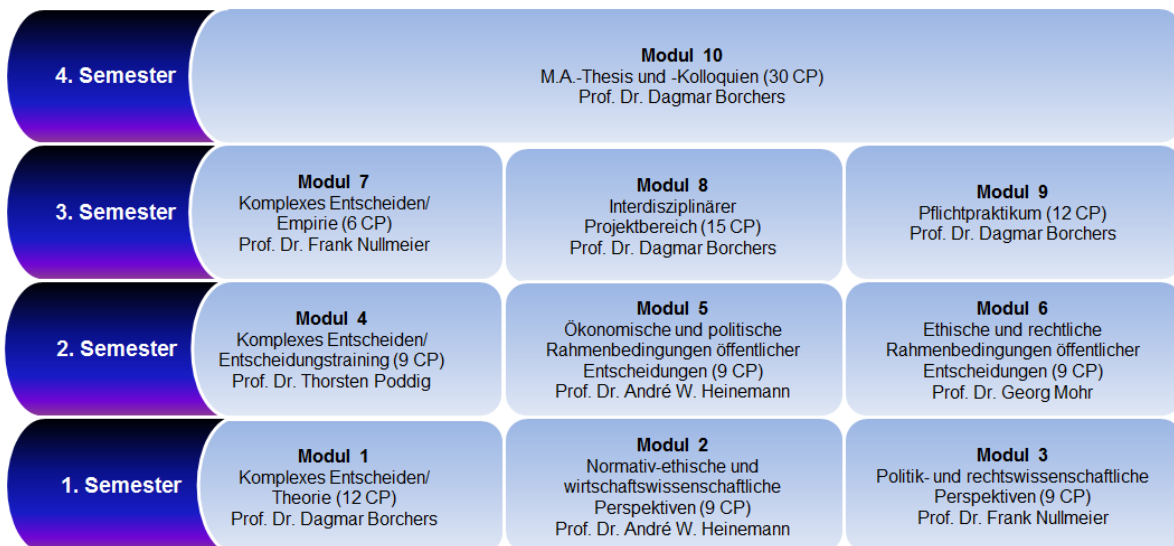 4. Semester
Modul 10
M.A.-Thesis und -Kolloquien (30 CP)
Prof. Dr. Dagmar Borchers
3. Semester
Modul 7
Komplexes Entscheiden/
Empirie (6 CP)
Prof. Dr. Frank Nullmeier
Modul 8
Interdisziplinärer
Projektbereich (15 CP)
Prof. Dr. Dagmar Borchers
Modul 9
Pflichtpraktikum (12 CP)
Prof. Dr. Dagmar Borchers
2. Semester
Modul 4
Komplexes Entscheiden/
Entscheidungstraining (9 CP)
Prof. Dr. Thorsten Poddig
Modul 5
Ökonomische und politische
Rahmenbedingungen öffentlicher
Entscheidungen (9 CP)
Prof. Dr. André W. Heinemann
Modul 6
Ethische und rechtliche
Rahmenbedingungen öffentlicher
Entscheidungen (9 CP)
Prof. Dr. Georg Mohr
1. Semester
Modul 1
Komplexes Entscheiden/
Theorie (12 CP)
Prof. Dr. Dagmar Borchers
Modul 2
Normativ-ethische und
wirtschaftswissenschaftliche
Perspektiven (9 CP)
Prof. Dr. André W. Heinemann
Modul 3
Politik- und rechtswissenschaftliche
Perspektiven (9 CP)
Prof. Dr. Frank Nullmeier